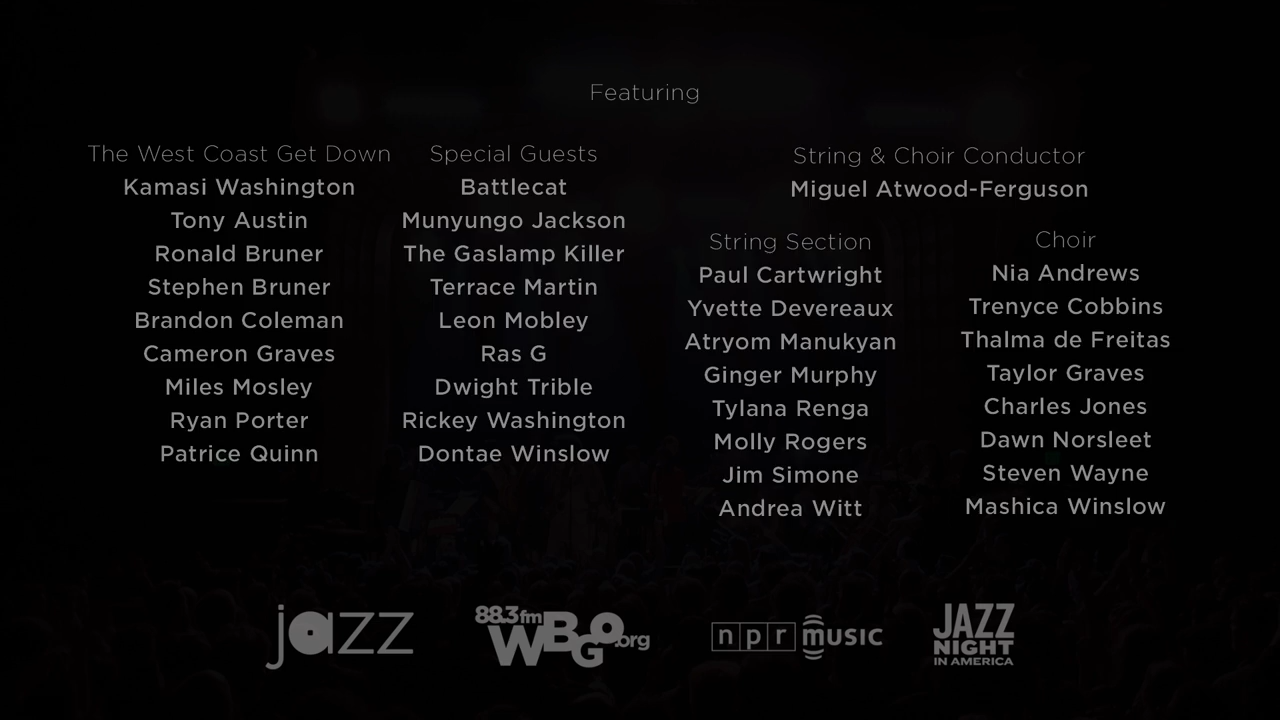 Featuring
The West Coast Get Down
Kamasi Washington
Tony Austin
Ronald Bruner
Stephen Bruner
Brandon Coleman
Cameron Graves
Miles Mosley
Ryan Porter
Patrice Quinn
Special Guests
Battlecat
Munyungo Jackson
The Gaslamp Killer
Terrace Martin
Leon Mobley
Ras G
Dwight Trible
Rickey Washington
Dontae Winslow
String & Choir Conductor
Miguel Atwood-Ferguson
String Section
Paul Cartwright
Yvette Devereaux
Atryom Manukyan
Ginger Murphy
Tylana Renga
Molly Rogers
Jim Simone
Andrea Witt
Choir
Nia Andrews
Trenyce Cobbins
Thalma de Freitas
Taylor Graves
Charles Jones
Dawn Norsleet
Steven Wayne
Mashica Winslow
jazz
88.3fm
WBGO.org
npr music
JAZZ
NIGHT
IN AMERICA